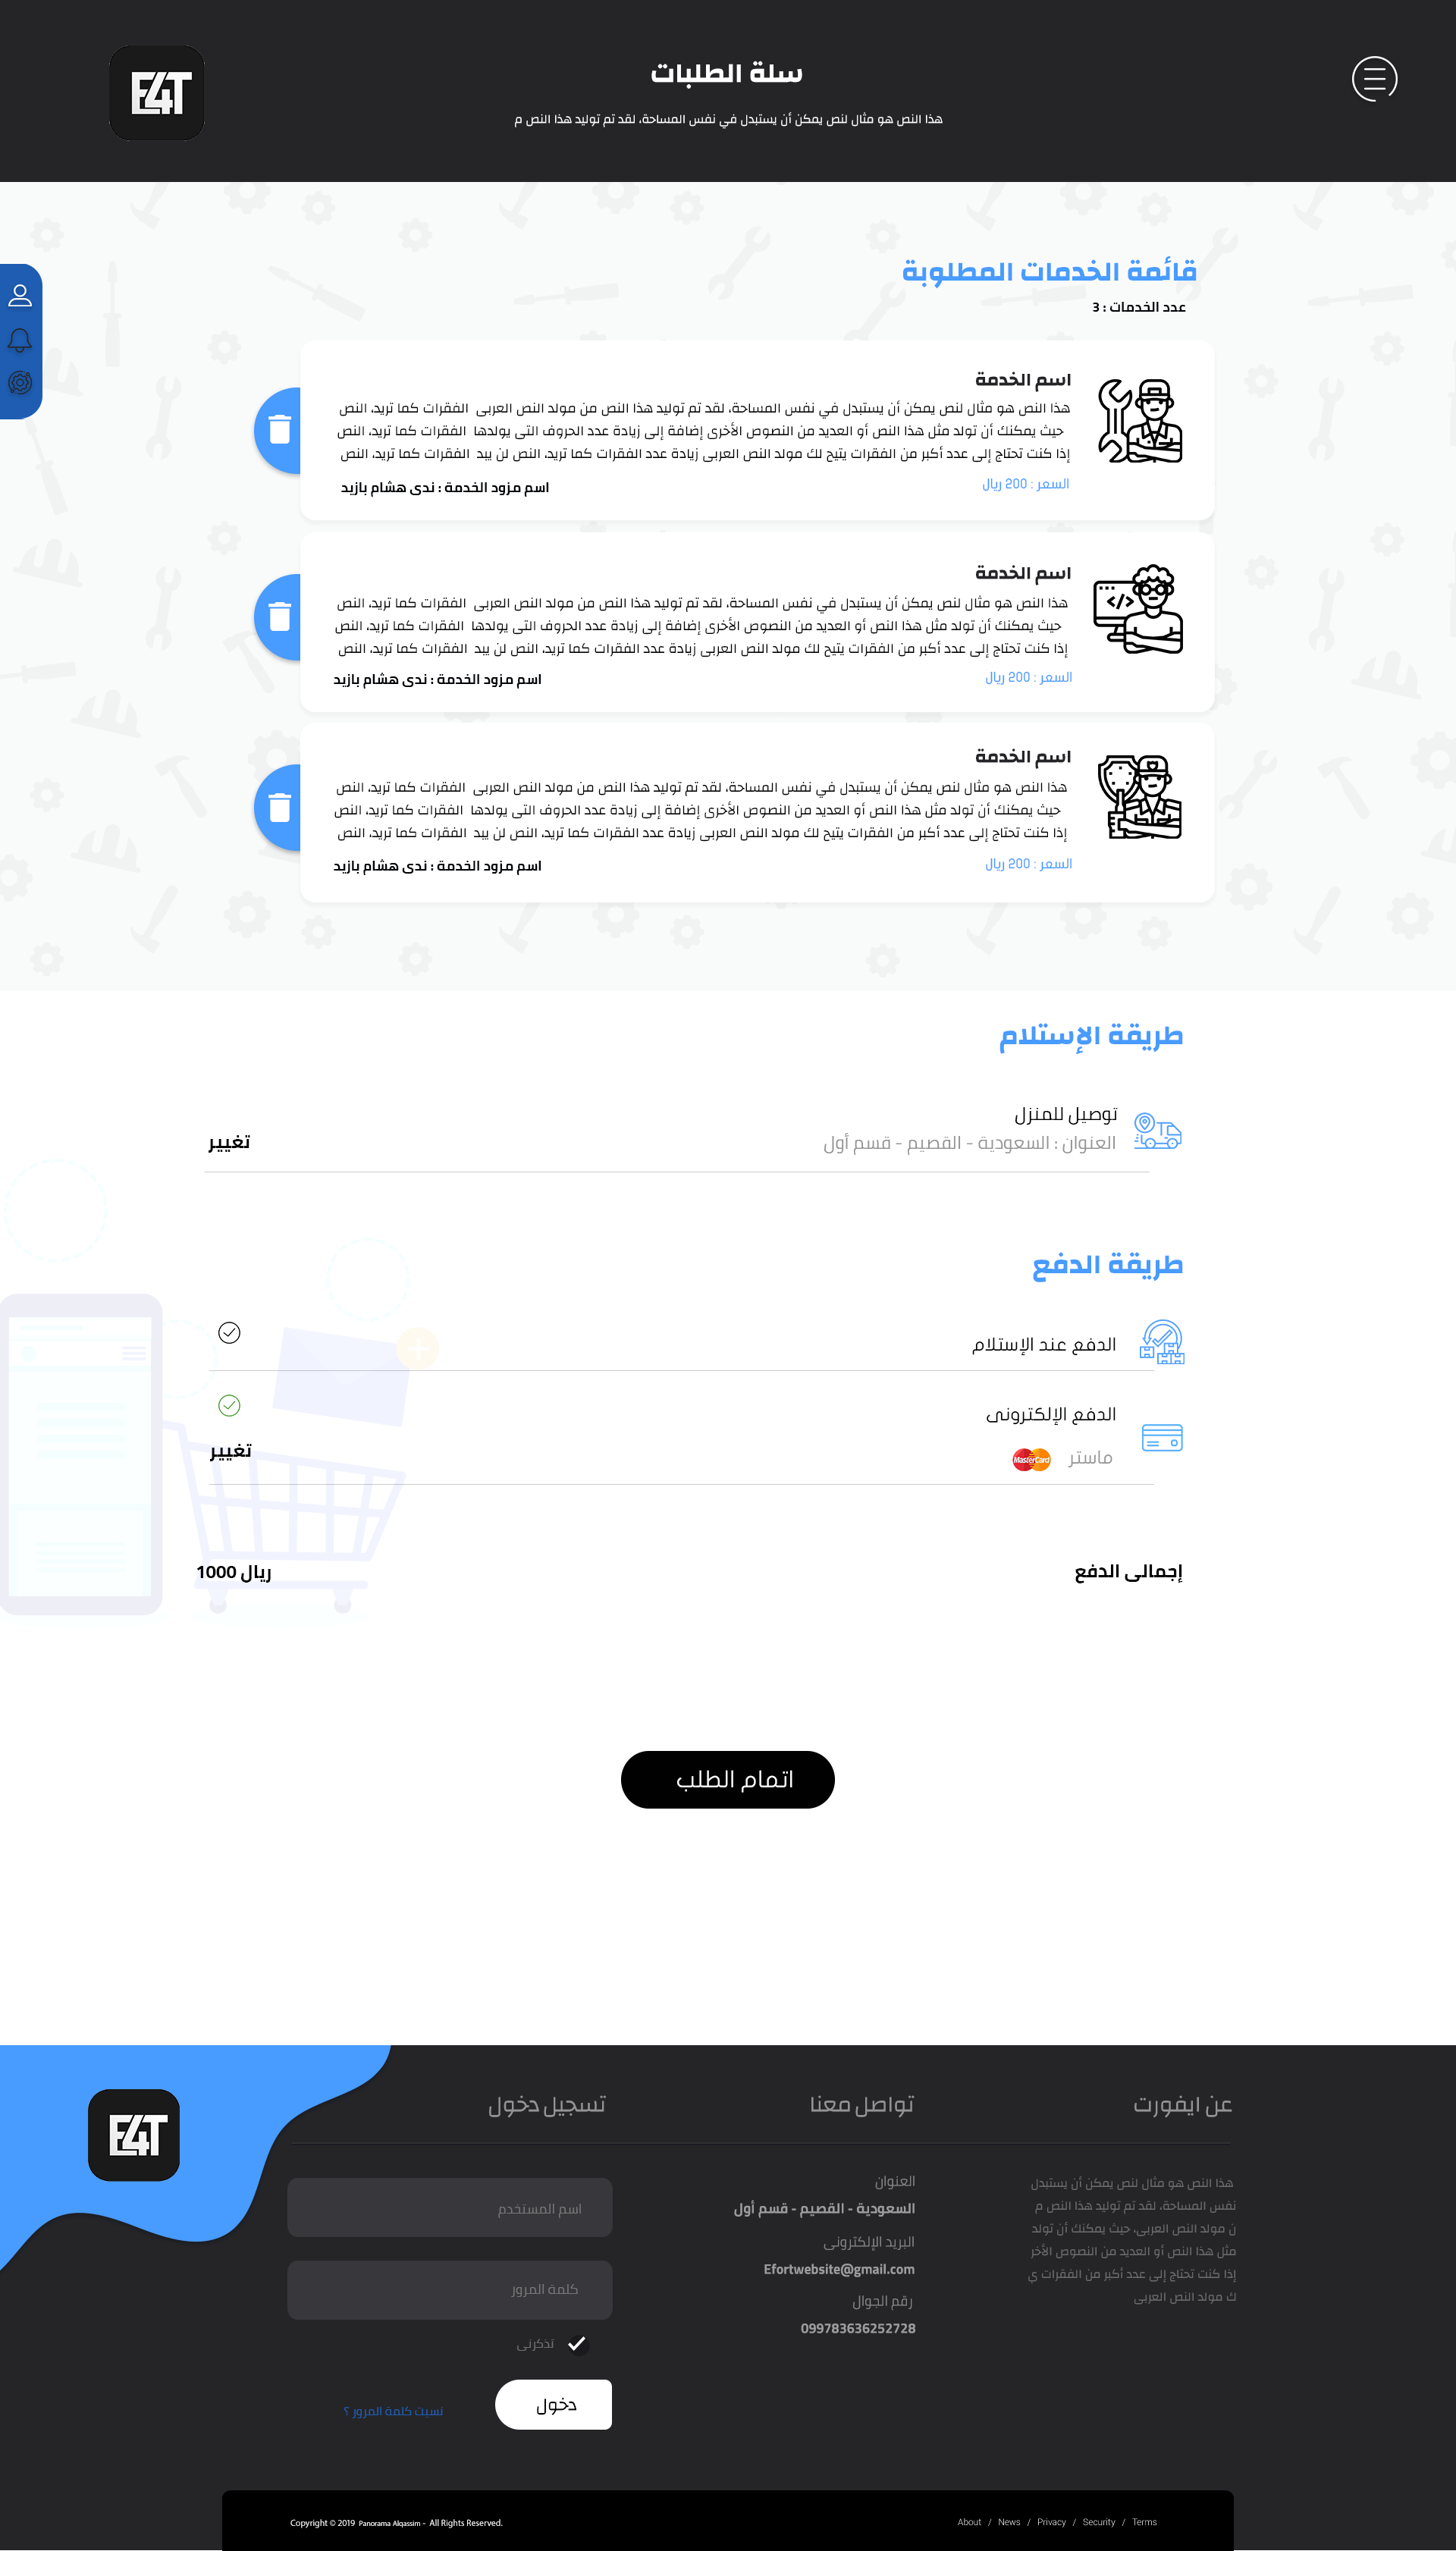 E4T
سلة الطلبات
هذا النص هو مثال لنص يمكن أن يستبدل في نفس المساحة، لقد تم توليد هذا النص م
قائمة الخدمات المطلوبة
عدد الخدمات : 3
اسم الخدمة
هذا النص هو مثال لنص يمكن أن يستبدل في نفس المساحة، لقد تم توليد هذا النص من مولد النص العربى الفقرات كما تريد، النص
حيث يمكنك أن تولد مثل هذا النص أو العديد من النصوص الأخرى إضافة إلى زيادة عدد الحروف التى يولدها الفقرات كما تريد، النص
إذا كنت تحتاج إلى عدد أكبر من الفقرات يتيح لك مولد النص العربى زيادة عدد الفقرات كما تريد، النص لن يبد الفقرات كما تريد، النص
السعر : 200 ريال
اسم مزود الخدمة : ندى هشام بازيد
اسم الخدمة
هذا النص هو مثال لنص يمكن أن يستبدل في نفس المساحة، لقد تم توليد هذا النص من مولد النص العربى الفقرات كما تريد، النص
حيث يمكنك أن تولد مثل هذا النص أو العديد من النصوص الأخرى إضافة إلى زيادة عدد الحروف التى يولدها الفقرات كما تريد، النص
إذا كنت تحتاج إلى عدد أكبر من الفقرات يتيح لك مولد النص العربى زيادة عدد الفقرات كما تريد، النص لن يبد الفقرات كما تريد، النص
السعر : 200 ريال
اسم مزود الخدمة : ندى هشام بازيد
اسم الخدمة
هذا النص هو مثال لنص يمكن أن يستبدل في نفس المساحة، لقد تم توليد هذا النص من مولد النص العربى الفقرات كما تريد، النص
حيث يمكنك أن تولد مثل هذا النص أو العديد من النصوص الأخرى إضافة إلى زيادة عدد الحروف التى يولدها الفقرات كما تريد، النص
إذا كنت تحتاج إلى عدد أكبر من الفقرات يتيح لك مولد النص العربى زيادة عدد الفقرات كما تريد، النص لن يبد الفقرات كما تريد، النص
السعر : 200 ريال
اسم مزود الخدمة : ندى هشام بازيد
طريقة الإستلام
توصيل للمنزل
العنوان : السعودية - القصيم - قسم أول
تغيير
طريقة الدفع
الدفع عند الإستلام
الدفع الإلكترونى
ماستر
MasterCard
تغيير
إجمالى الدفع
1000 ريال
اتمام الطلب
عن ايفورت
هذا النص هو مثال لنص يمكن أن يستبدل
نفس المساحة، لقد تم توليد هذا النص م
ن مولد النص العربى، حيث يمكنك أن تولد
مثل هذا النص أو العديد من النصوص الأخر
إذا كنت تحتاج إلى عدد أكبر من الفقرات ي
ك مولد النص العربى
تواصل معنا
العنوان
السعودية - القصيم - قسم أول
البريد الإلكترونى
Efortwebsite@gmail.com
رقم الجوال
099783636252728
تسجيل دخول
اسم المستخدم
كلمة المرور
تذكرنى
دخول
نسيت كلمة المرور ؟
E4T
Copyright © 2019 Panorama Alqassim - All Rights Reserved.
About / News / Privacy / Security / Terms